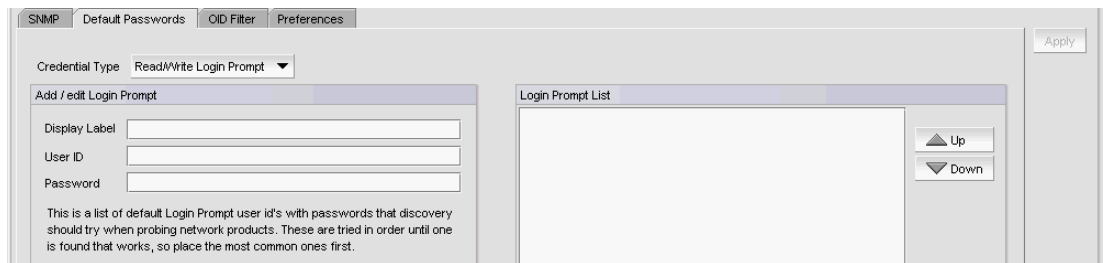 SNMP Default Passwords OID Filter Preferences
Apply
Credential Type Read/Write Login Prompt
Add / edit Login Prompt
Display Label
User ID
Password
This is a list of default Login Prompt user id's with passwords that discovery
should try when probing network products. These are tried in order until one
is found that works, so place the most common ones first.
Login Prompt List
Up
Down